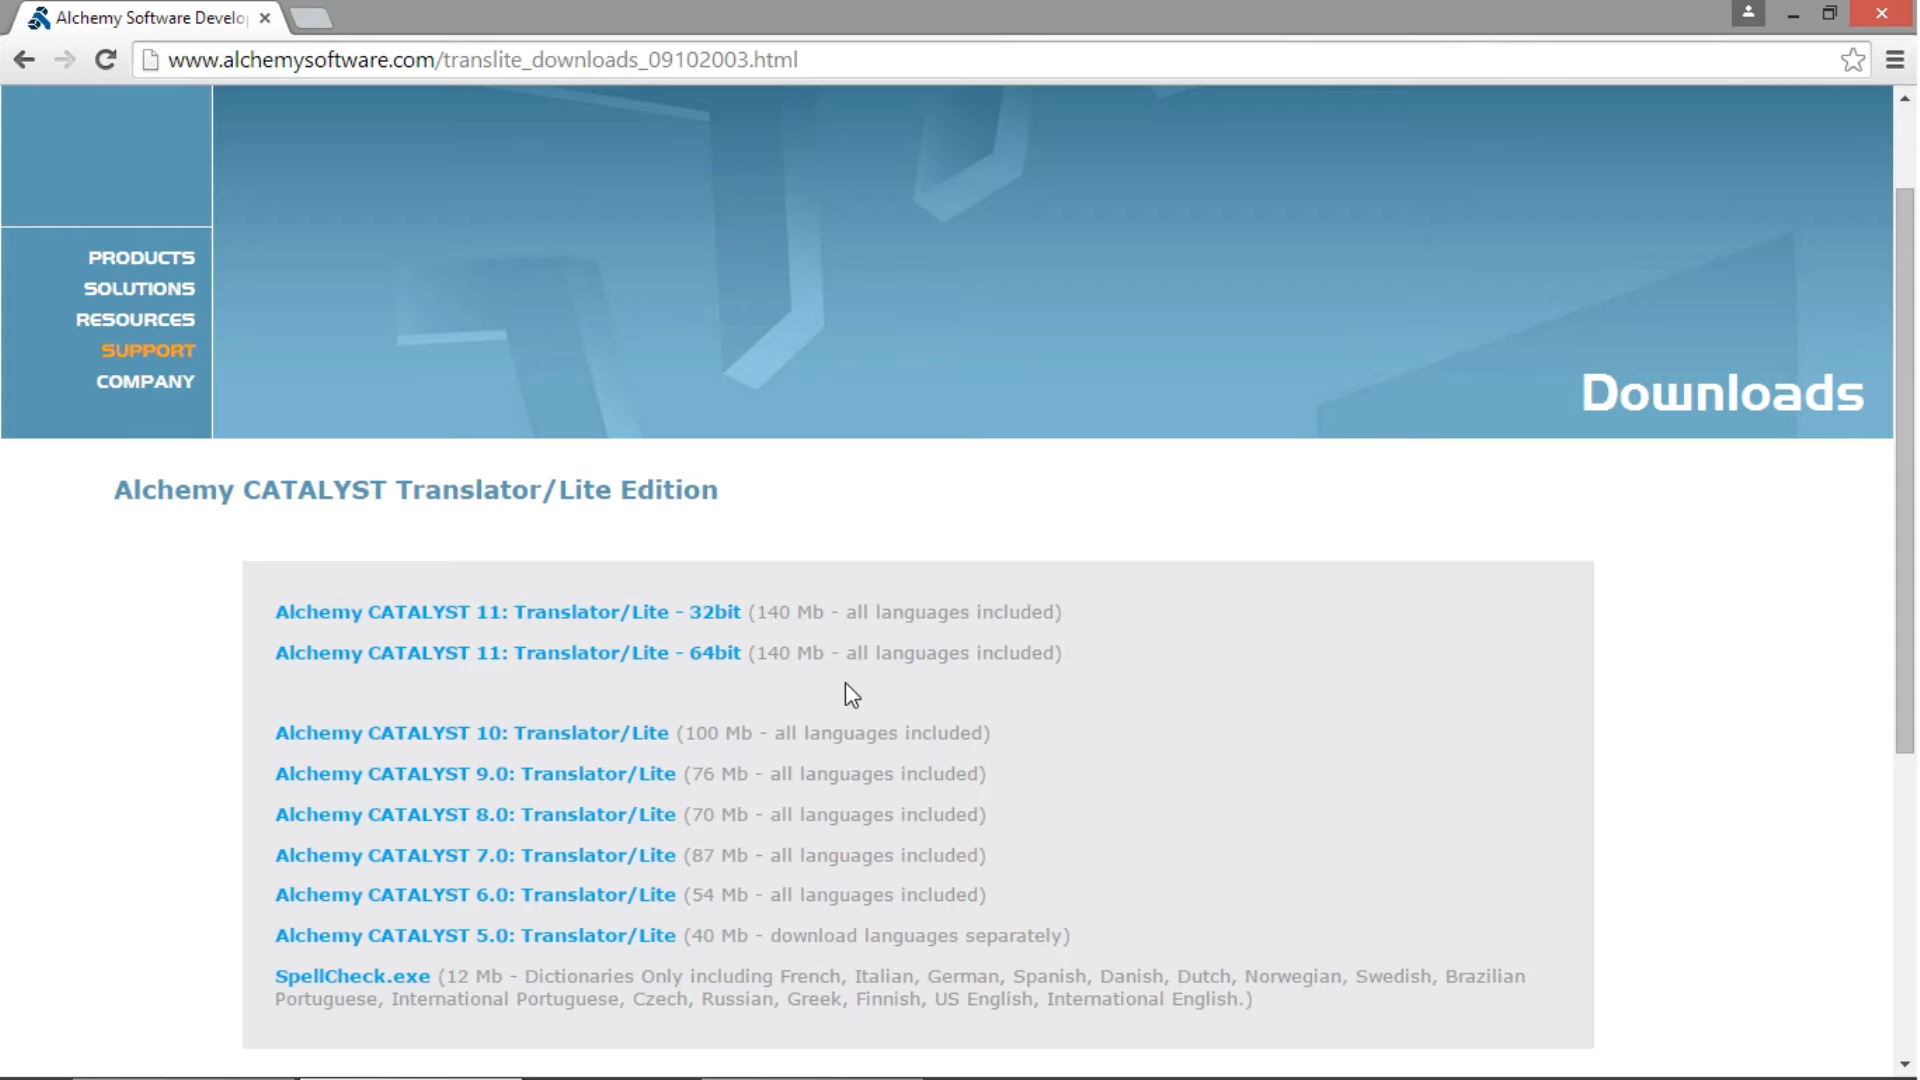 Alchemy Software Develo
www.alchemysoftware.com/translite_downloads_09102003.html
PRODUCTS
SOLUTIONS
RESOURCES
SUPPORT
COMPANY
Downloads
Alchemy CATALYST Translator/Lite Edition
Alchemy CATALYST 11: Translator/Lite - 32bit (140 Mb - all languages included)
Alchemy CATALYST 11: Translator/Lite - 64bit (140 Mb - all languages included)
Alchemy CATALYST 10: Translator/Lite (100 Mb - all languages included)
Alchemy CATALYST 9.0: Translator/Lite (76 Mb - all languages included)
Alchemy CATALYST 8.0: Translator/Lite (70 Mb - all languages included)
Alchemy CATALYST 7.0: Translator/Lite (87 Mb - all languages included)
Alchemy CATALYST 6.0: Translator/Lite (54 Mb - all languages included)
Alchemy CATALYST 5.0: Translator/Lite (40 Mb - download languages separately)
SpellCheck.exe (12 Mb - Dictionaries Only including French, Italian, German, Spanish, Danish, Dutch, Norwegian, Swedish, Brazilian
Portuguese, International Portuguese, Czech, Russian, Greek, Finnish, US English, International English.)